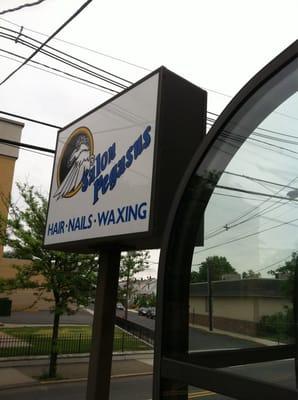 Salon
Pegasus
HAIR · NAILS · WAXING